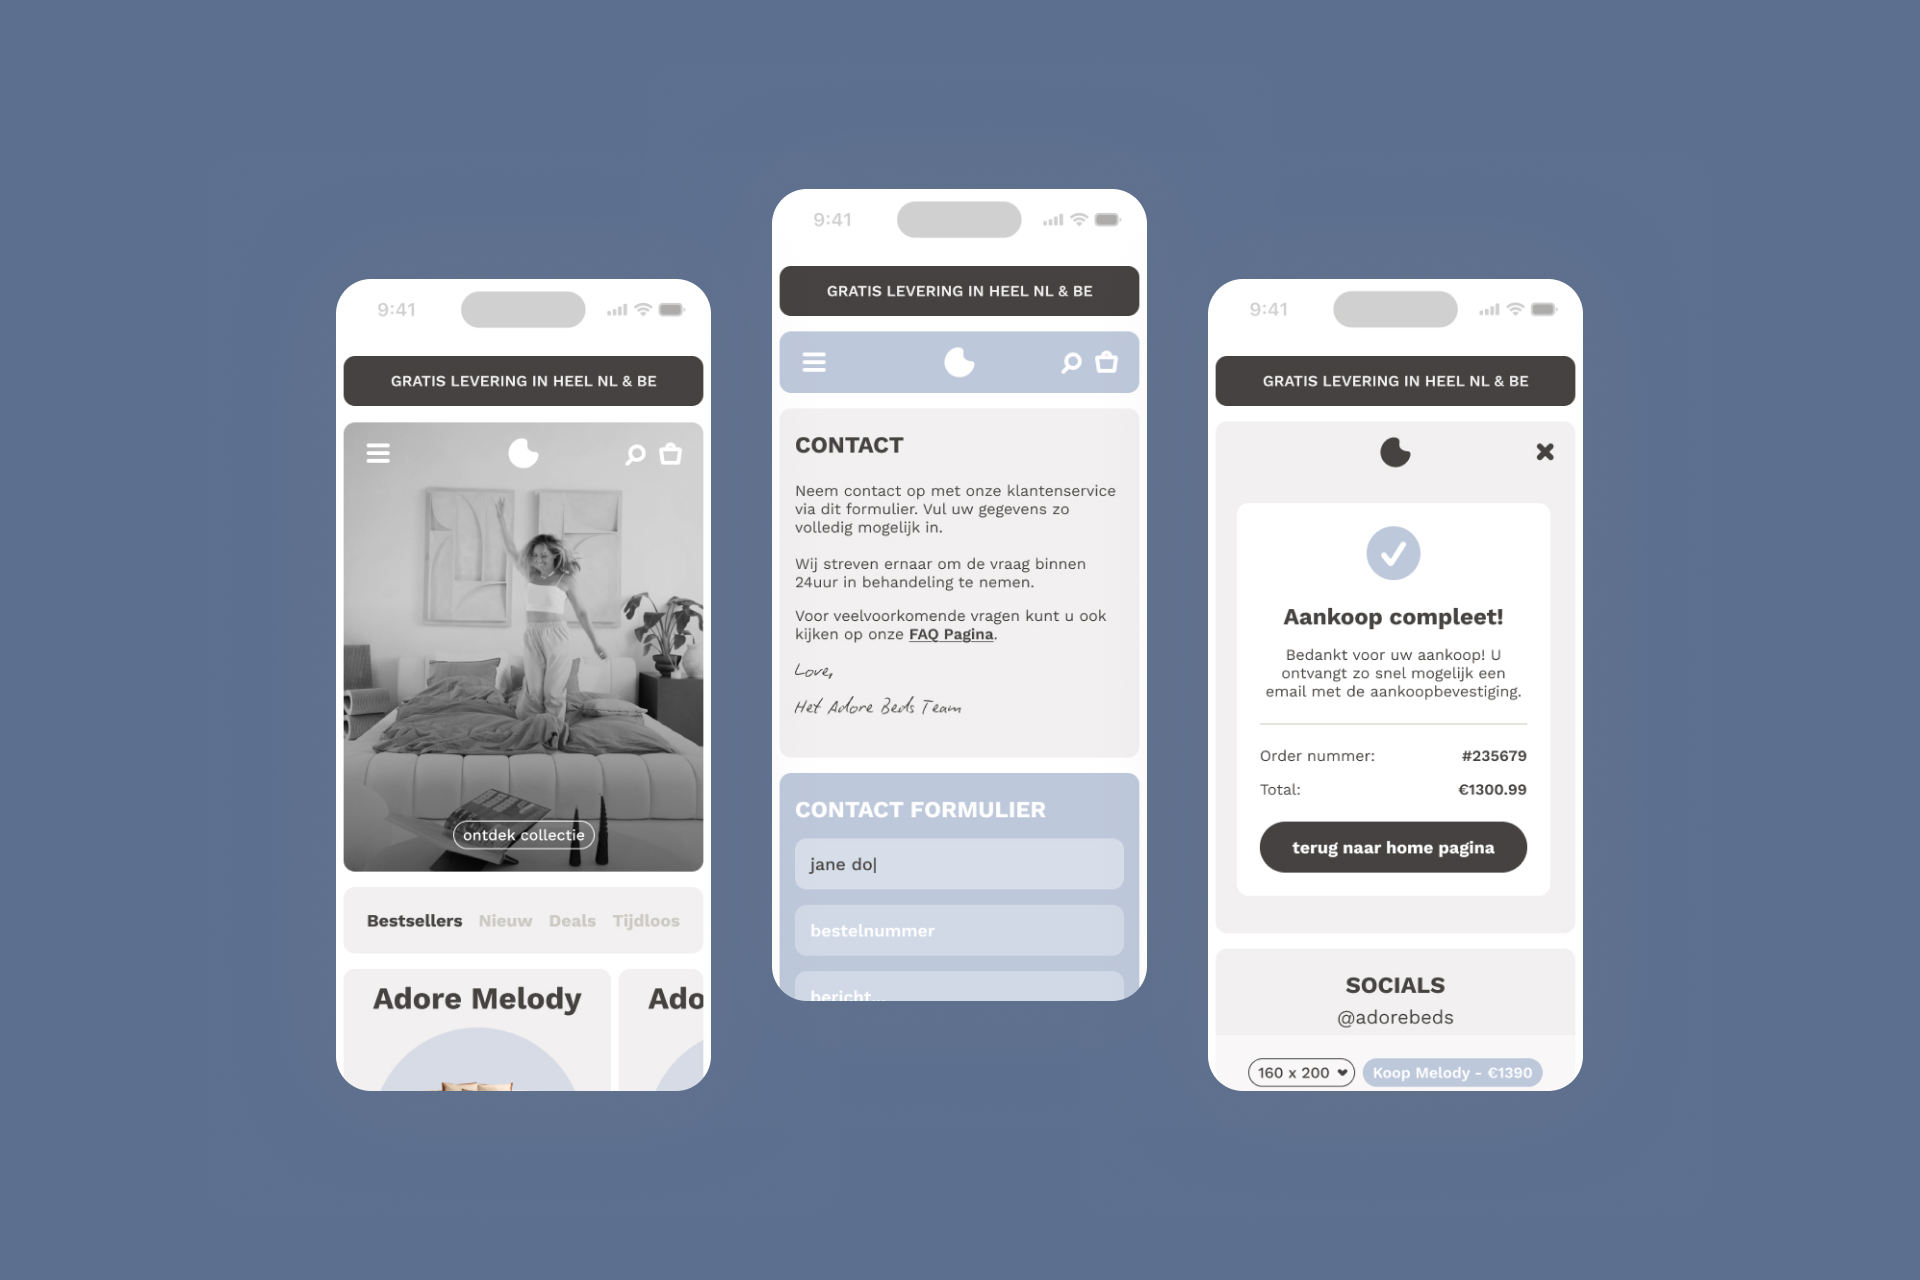 9:41
GRATIS LEVERING IN HEEL NL & BE
ontdek collectie
Bestsellers Nieuw Deals Tijdloos
Adore Melody
Ado
9:41
GRATIS LEVERING IN HEEL NL & BE
CONTACT
Neem contact op met onze klantenservice
via dit formulier. Vul uw gegevens zo
volledig mogelijk in.
Wij streven ernaar om de vraag binnen
24uur in behandeling te nemen.
Voor veelvoorkomende vragen kunt u ook
kijken op onze FAQ Pagina.
Love,
Het Adore Beds Team
CONTACT FORMULIER
jane do|
bestelnummer
bericht...
9:41
GRATIS LEVERING IN HEEL NL & BE
Aankoop compleet!
Bedankt voor uw aankoop! U
ontvangt zo snel mogelijk een
email met de aankoopbevestiging.
Order nummer: #235679
Total: €1300.99
terug naar home pagina
SOCIALS
@adorebeds
160 x 200 Koop Melody - €1390